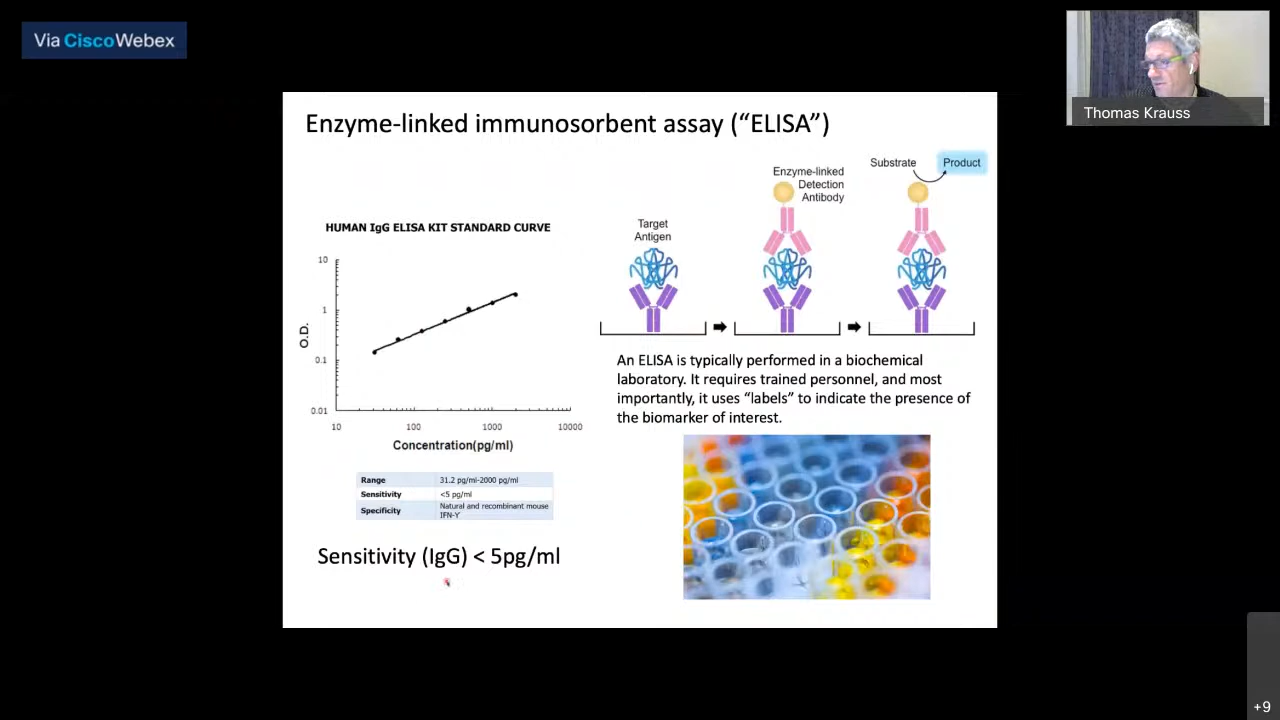 Via CiscoWebex
Thomas Krauss
Enzyme-linked immunosorbent assay (“ELISA”)
HUMAN IgG ELISA KIT STANDARD CURVE
10
1
0.1
0.01
O.D.
10 100 1000 10000
Concentration(pg/ml)
Range 31.2 pg/ml-2000 pg/ml
Sensitivity <5 pg/ml
Specificity Natural and recombinant mouse
IFN-Y
Sensitivity (IgG) < 5pg/ml
Target
Antigen
Enzyme-linked
Detection
Antibody
Substrate Product
An ELISA is typically performed in a biochemical
laboratory. It requires trained personnel, and most
importantly, it uses “labels” to indicate the presence of
the biomarker of interest.
+9